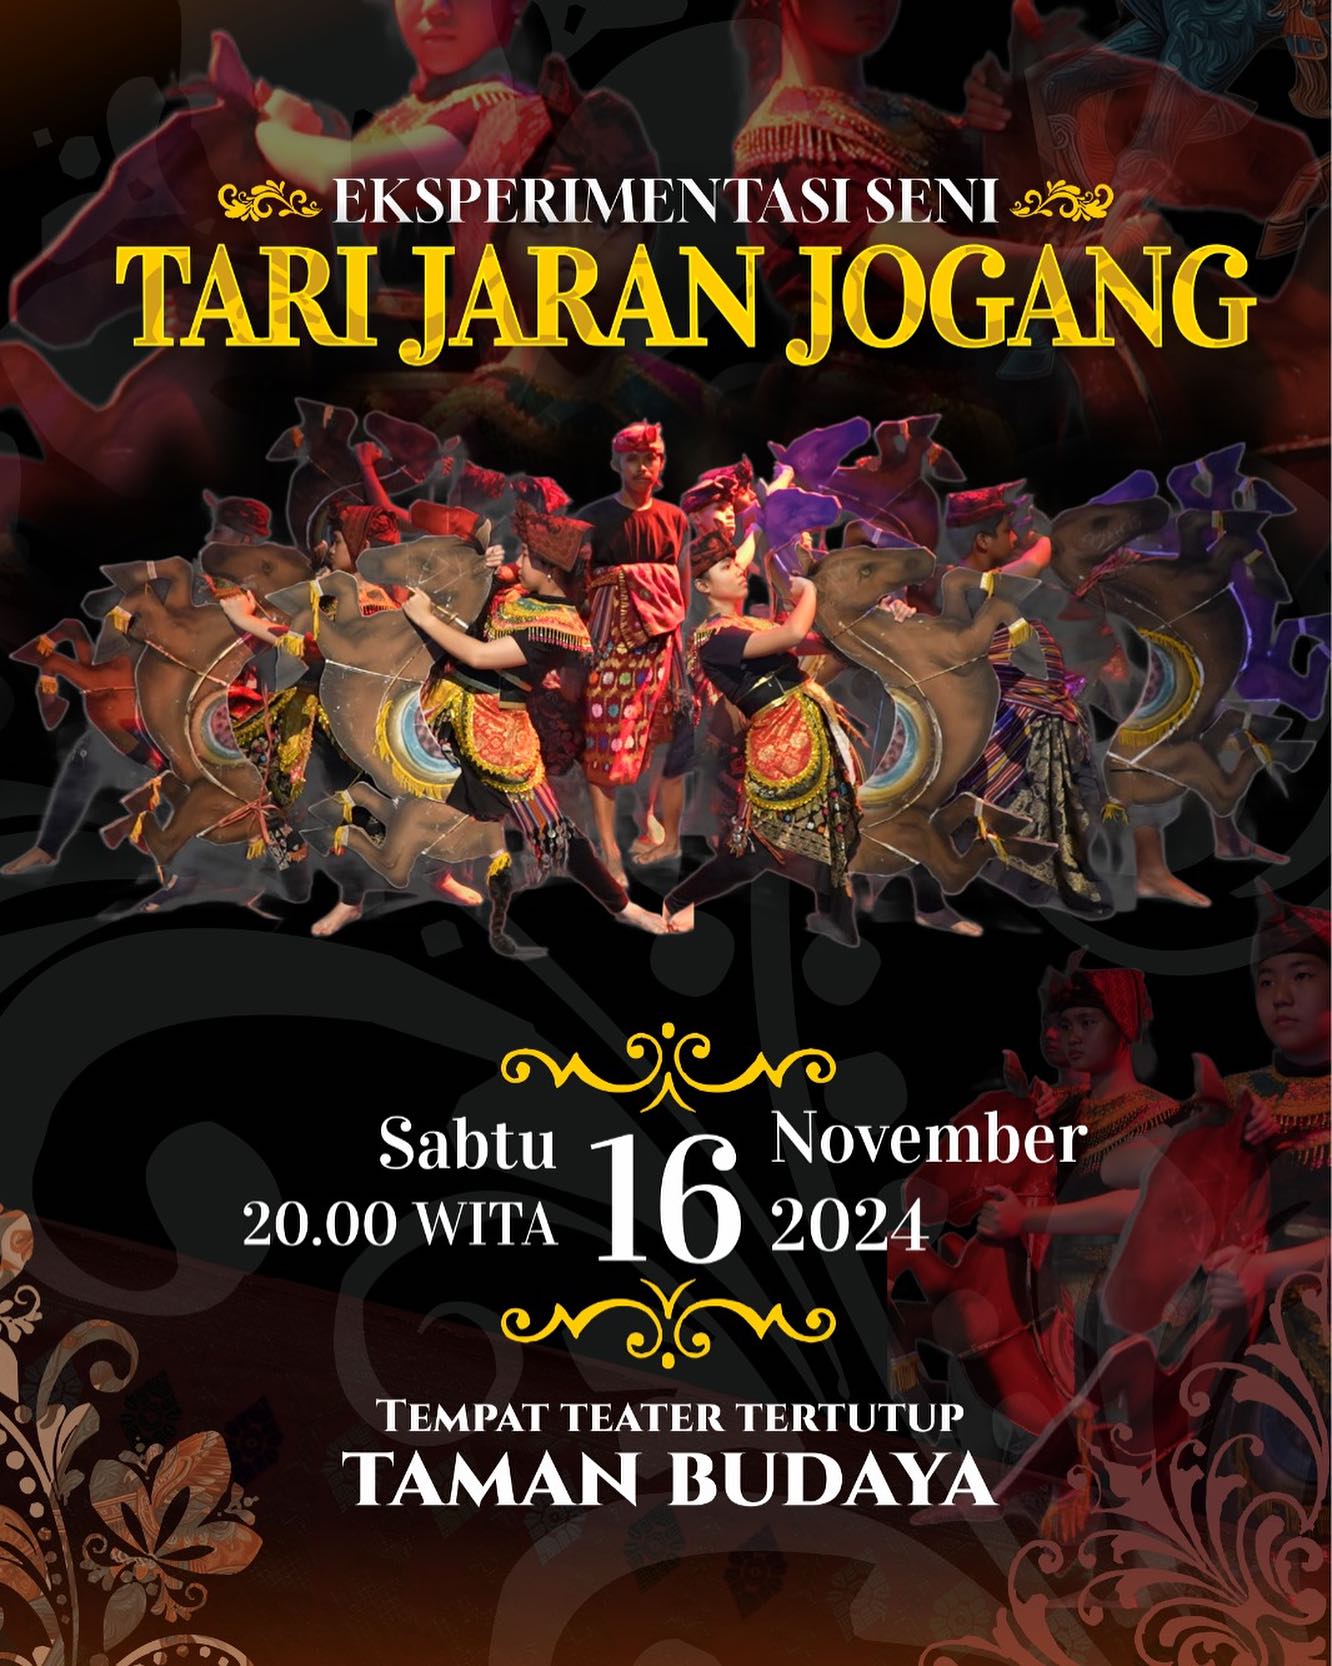 EKSPERIMENTASI SENI
TARI JARAN JOGANG
Sabtu
20.00 WITA
16
November
2024
TEMPAT TEATER TERTUTUP
TAMAN BUDAYA